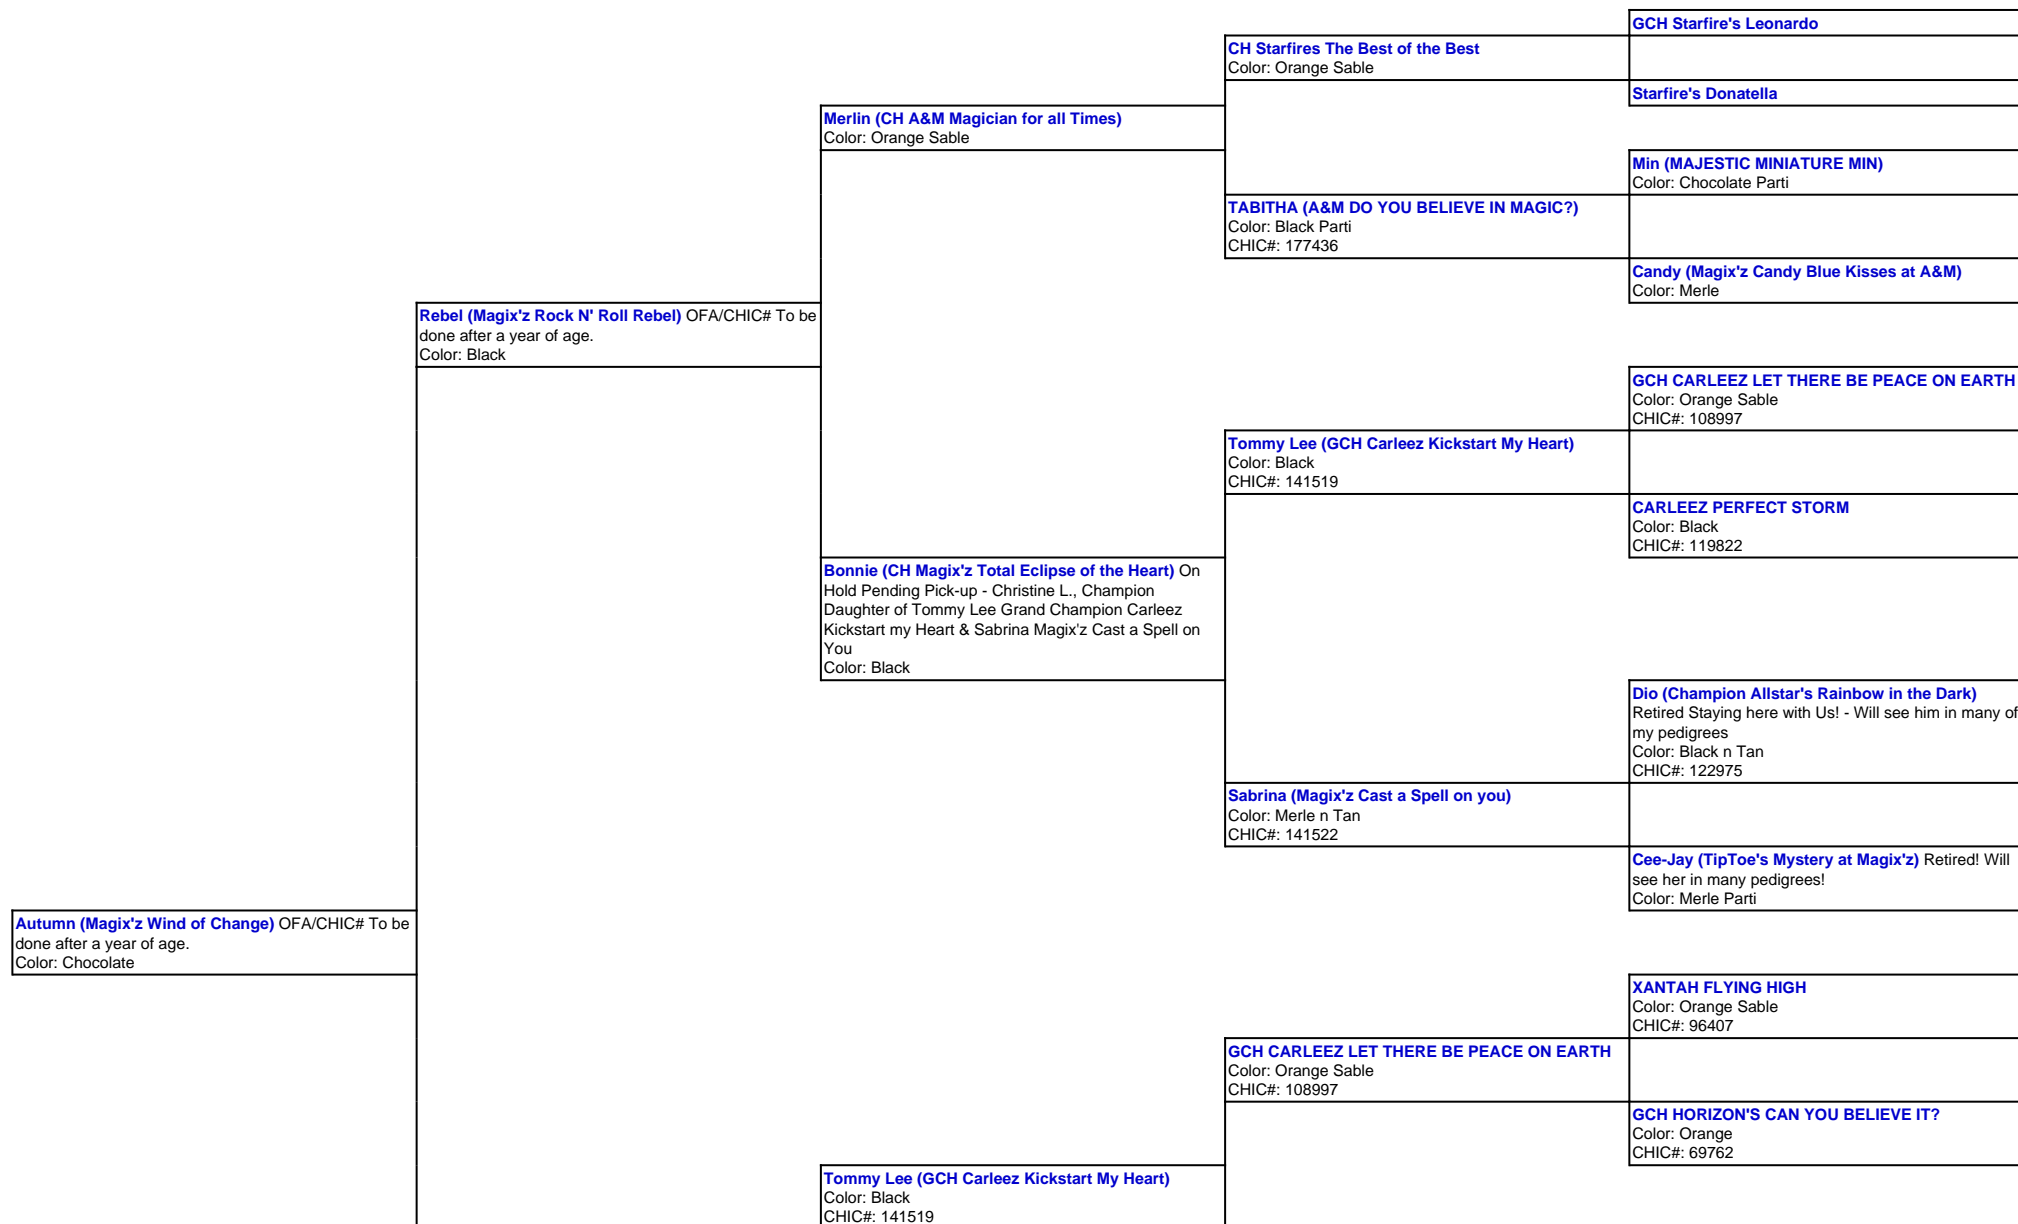 GCH Starfire's Leonardo
CH Starfires The Best of the Best
Color: Orange Sable
Starfire's Donatella
Merlin (CH A&M Magician for all Times)
Color: Orange Sable
Min (MAJESTIC MINIATURE MIN)
Color: Chocolate Parti
TABITHA (A&M DO YOU BELIEVE IN MAGIC?)
Color: Black Parti
CHIC#: 177436
Candy (Magix'z Candy Blue Kisses at A&M)
Color: Merle
Rebel (Magix'z Rock N' Roll Rebel) OFA/CHIC# To be
done after a year of age.
Color: Black
GCH CARLEEZ LET THERE BE PEACE ON EARTH
Color: Orange Sable
CHIC#: 108997
Tommy Lee (GCH Carleez Kickstart My Heart)
Color: Black
CHIC#: 141519
CARLEEZ PERFECT STORM
Color: Black
CHIC#: 119822
Bonnie (CH Magix'z Total Eclipse of the Heart) On
Hold Pending Pick-up - Christine L., Champion
Daughter of Tommy Lee Grand Champion Carleez
Kickstart my Heart & Sabrina Magix'z Cast a Spell on
You
Color: Black
Dio (Champion Allstar's Rainbow in the Dark)
Retired Staying here with Us! - Will see him in many of
my pedigrees
Color: Black n Tan
CHIC#: 122975
Sabrina (Magix'z Cast a Spell on you)
Color: Merle n Tan
CHIC#: 141522
Cee-Jay (TipToe's Mystery at Magix'z) Retired! Will
see her in many pedigrees!
Color: Merle Parti
Autumn (Magix'z Wind of Change) OFA/CHIC# To be
done after a year of age.
Color: Chocolate
XANTAH FLYING HIGH
Color: Orange Sable
CHIC#: 96407
GCH CARLEEZ LET THERE BE PEACE ON EARTH
Color: Orange Sable
CHIC#: 108997
GCH HORIZON'S CAN YOU BELIEVE IT?
Color: Orange
CHIC#: 69762
Tommy Lee (GCH Carleez Kickstart My Heart)
Color: Black
CHIC#: 141519